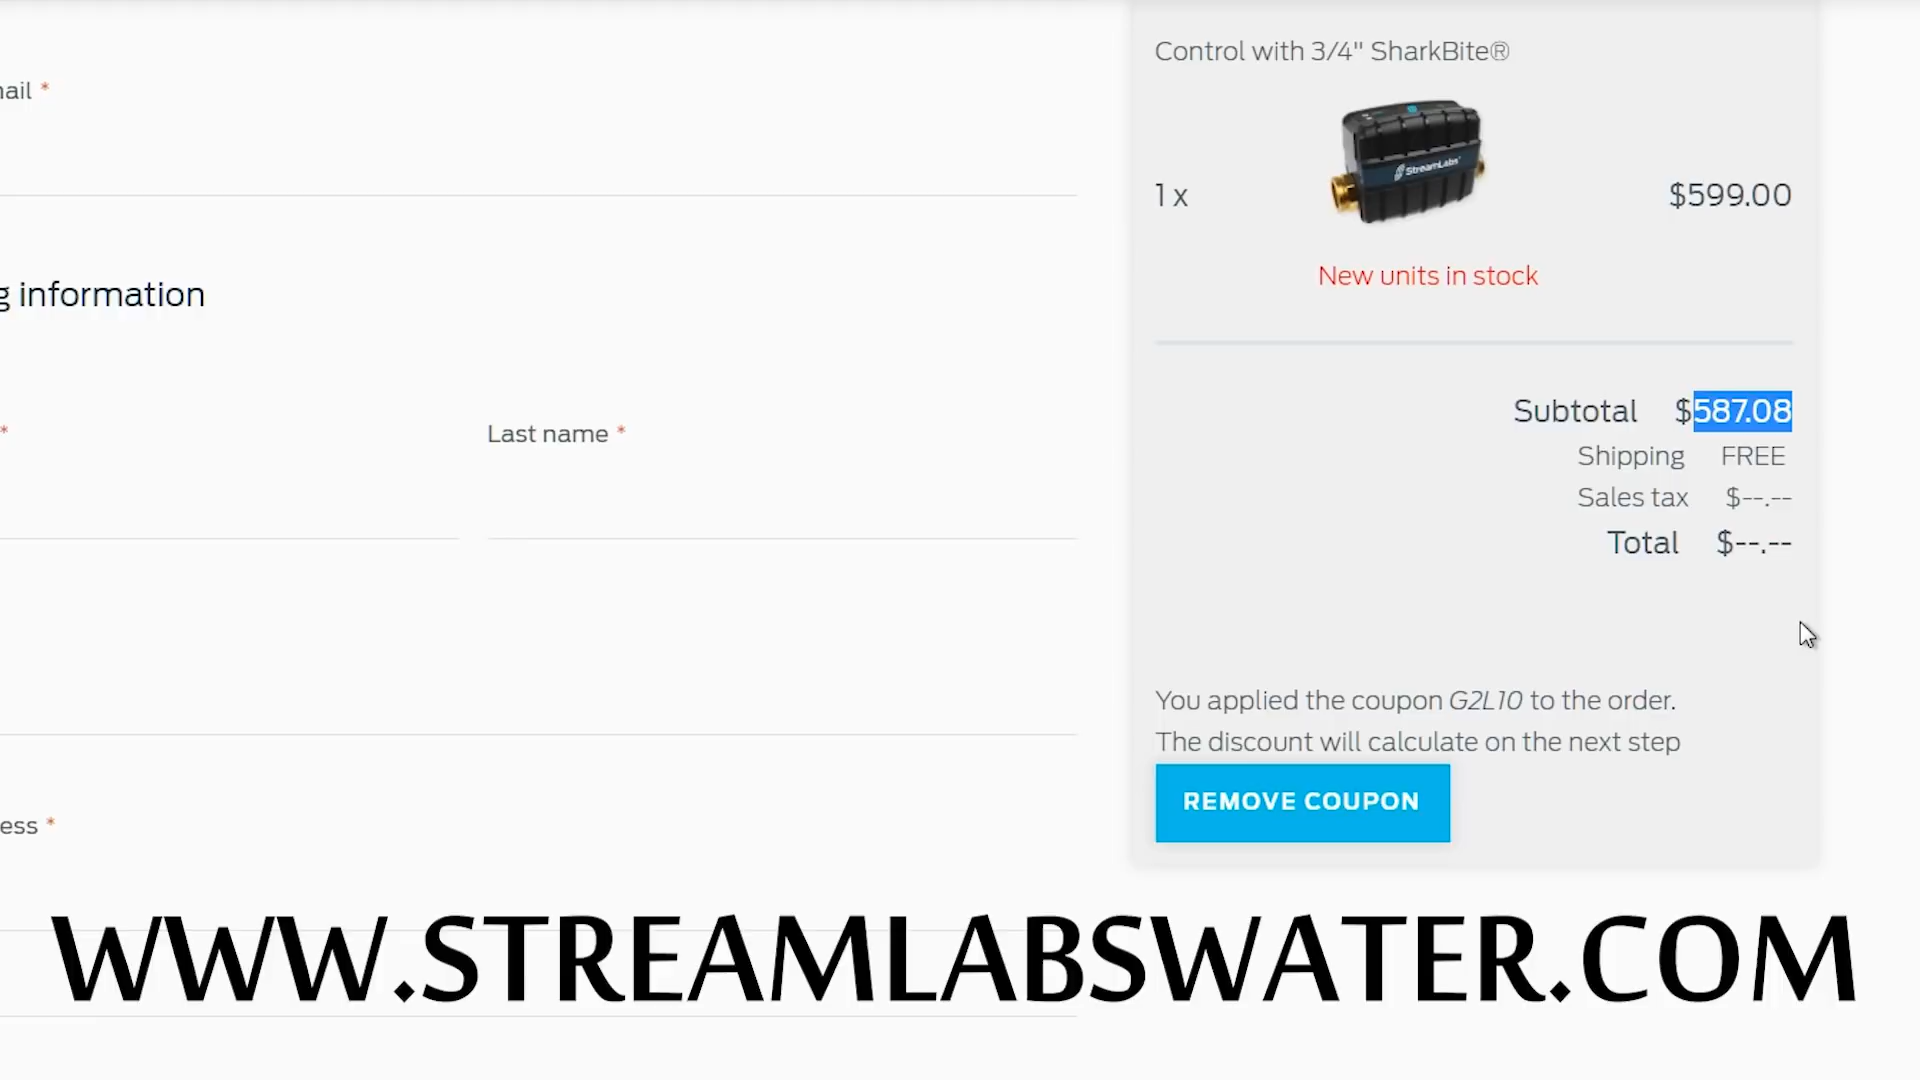 Control with 3/4" SharkBite®
ail *
StreamLabs
1 x
$599.00
New units in stock
g information
Subtotal $587.08
Shipping FREE
* Last name *
Sales tax $--.--
Total $--.--
You applied the coupon G2L10 to the order.
The discount will calculate on the next step
REMOVE COUPON
ess *
WWW.STREAMLABSWATER.COM